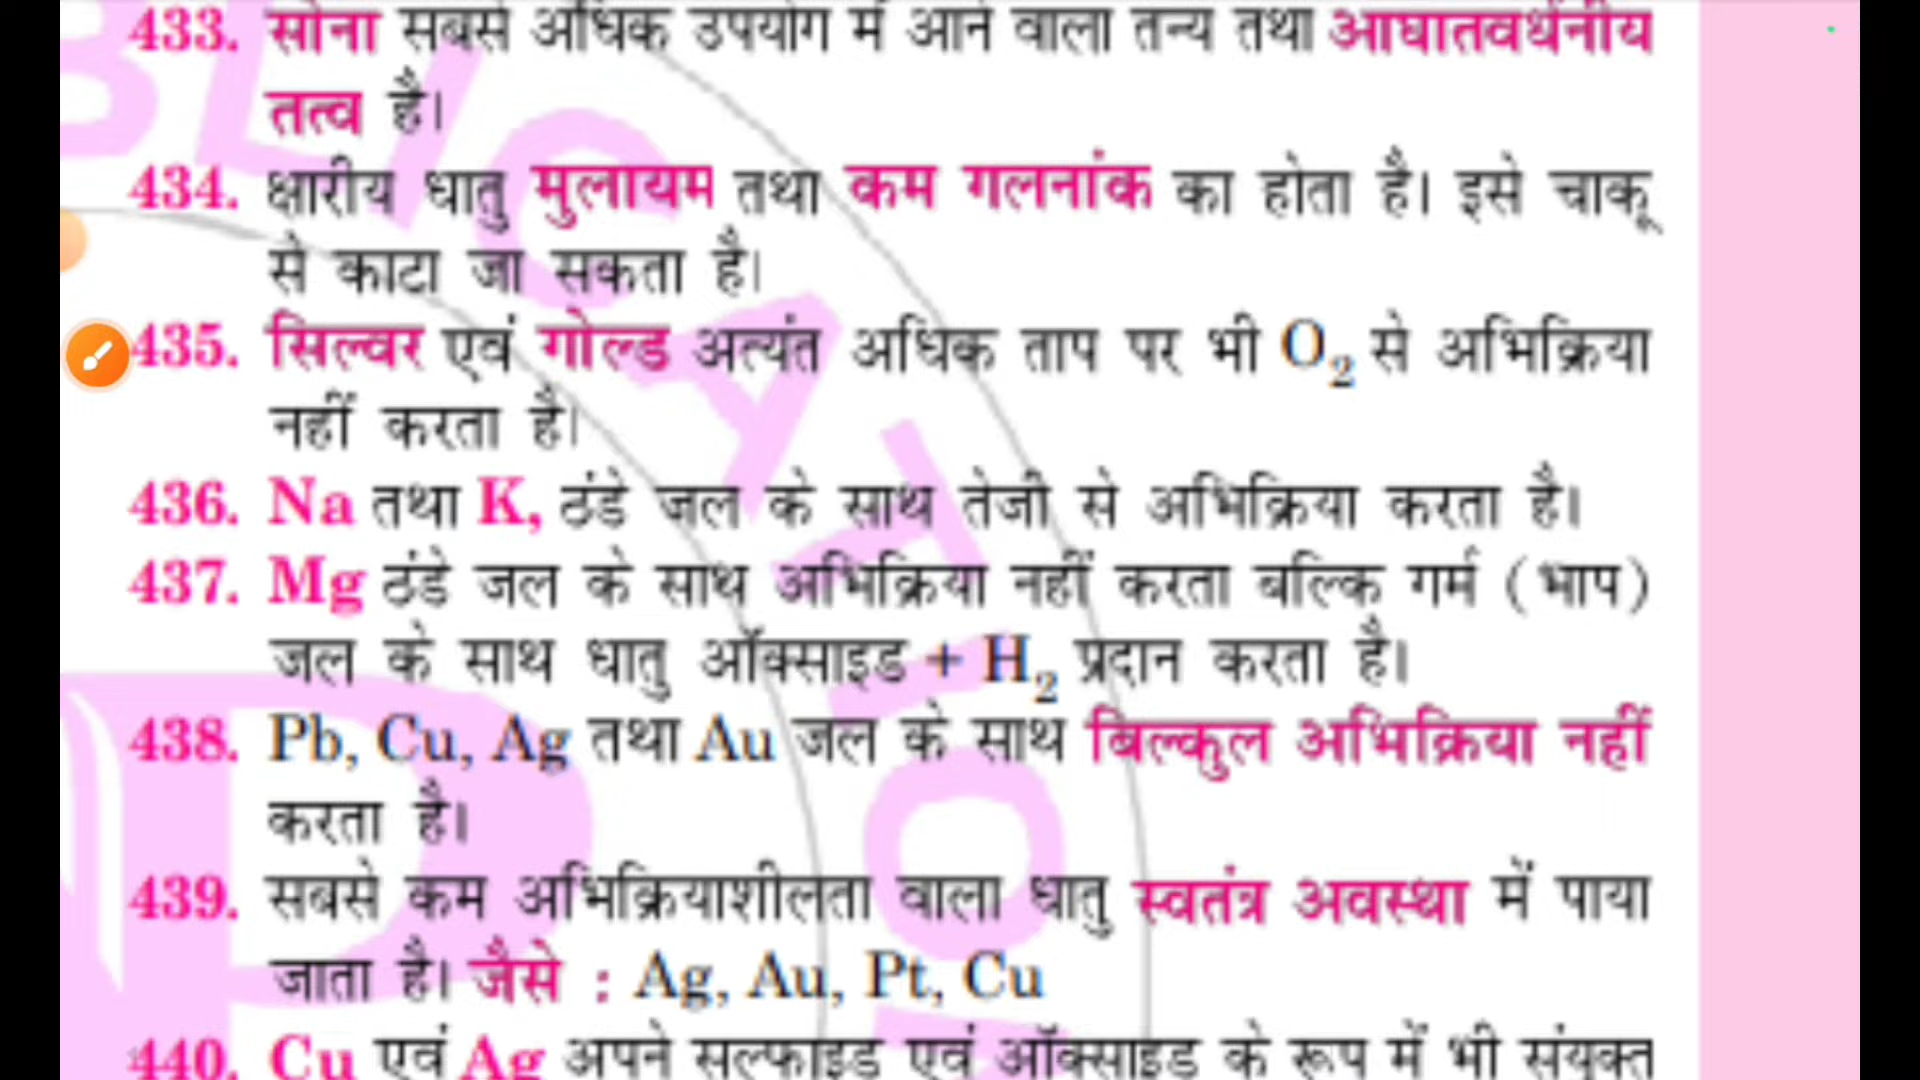 433. सोना सबसे अधिक उपयोग में आने वाला तन्य तथा आघातवर्धनीय
तत्व है।
434. क्षारीय धातु मुलायम तथा कम गलनांक का होता है। इसे चाकू
से काटा जा सकता है।
435. सिल्वर एवं गोल्ड अत्यंत अधिक ताप पर भी O₂ से अभिक्रिया
नहीं करता है।
436. Na तथा K, ठंडे जल के साथ तेजी से अभिक्रिया करता है।
437. Mg ठंडे जल के साथ अभिक्रिया नहीं करता बल्कि गर्म (भाप)
जल के साथ धातु ऑक्साइड + H₂ प्रदान करता है।
438. Pb, Cu, Ag तथा Au जल के साथ बिल्कुल अभिक्रिया नहीं
करता है।
439. सबसे कम अभिक्रियाशीलता वाला धातु स्वतंत्र अवस्था में पाया
जाता है। जैसे : Ag, Au, Pt, Cu
440. Cu एवं Ag अपने सल्फाइड एवं ऑक्साइड के रूप में भी संयुक्त